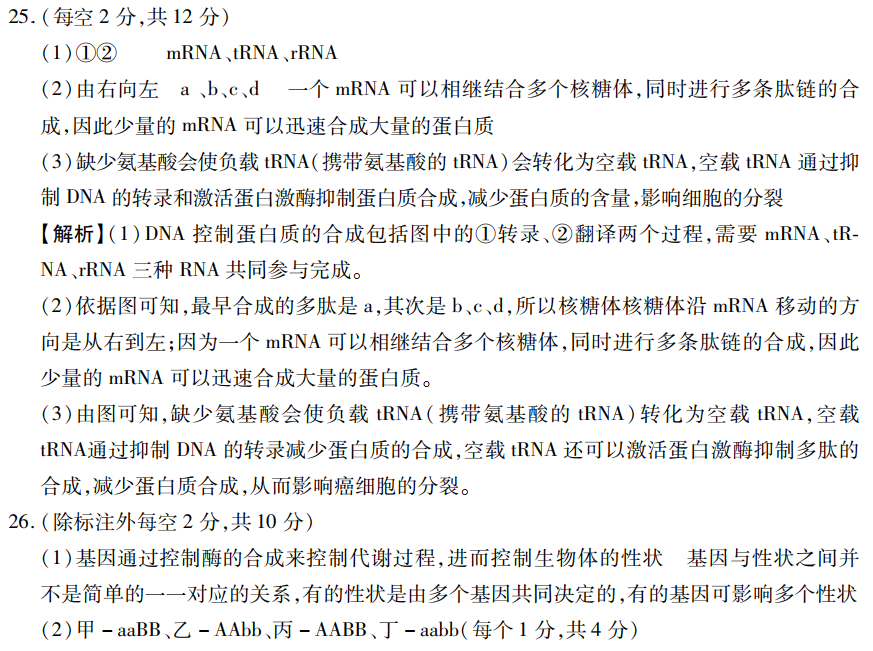 25.(每空 2 分,共 12 分)
(1)①② mRNA、tRNA、rRNA
(2)由右向左 a 、b、c、d 一个 mRNA 可以相继结合多个核糖体,同时进行多条肽链的合
成,因此少量的 mRNA 可以迅速合成大量的蛋白质
(3)缺少氨基酸会使负载 tRNA(携带氨基酸的 tRNA)会转化为空载 tRNA,空载 tRNA 通过抑
制 DNA 的转录和激活蛋白激酶抑制蛋白质合成,减少蛋白质的含量,影响细胞的分裂
【解析】(1)DNA 控制蛋白质的合成包括图中的①转录、②翻译两个过程,需要 mRNA、tR-
NA、rRNA 三种 RNA 共同参与完成。
(2)依据图可知,最早合成的多肽是 a,其次是 b、c、d,所以核糖体核糖体沿 mRNA 移动的方
向是从右到左;因为一个 mRNA 可以相继结合多个核糖体,同时进行多条肽链的合成,因此
少量的 mRNA 可以迅速合成大量的蛋白质。
(3)由图可知,缺少氨基酸会使负载 tRNA(携带氨基酸的 tRNA)转化为空载 tRNA,空载
tRNA通过抑制 DNA 的转录减少蛋白质的合成,空载 tRNA 还可以激活蛋白激酶抑制多肽的
合成,减少蛋白质合成,从而影响癌细胞的分裂。
26.(除标注外每空 2 分,共 10 分)
(1)基因通过控制酶的合成来控制代谢过程,进而控制生物体的性状 基因与性状之间并
不是简单的一一对应的关系,有的性状是由多个基因共同决定的,有的基因可影响多个性状
(2)甲－aaBB、乙－AAbb、丙－AABB、丁－aabb(每个 1 分,共 4 分)